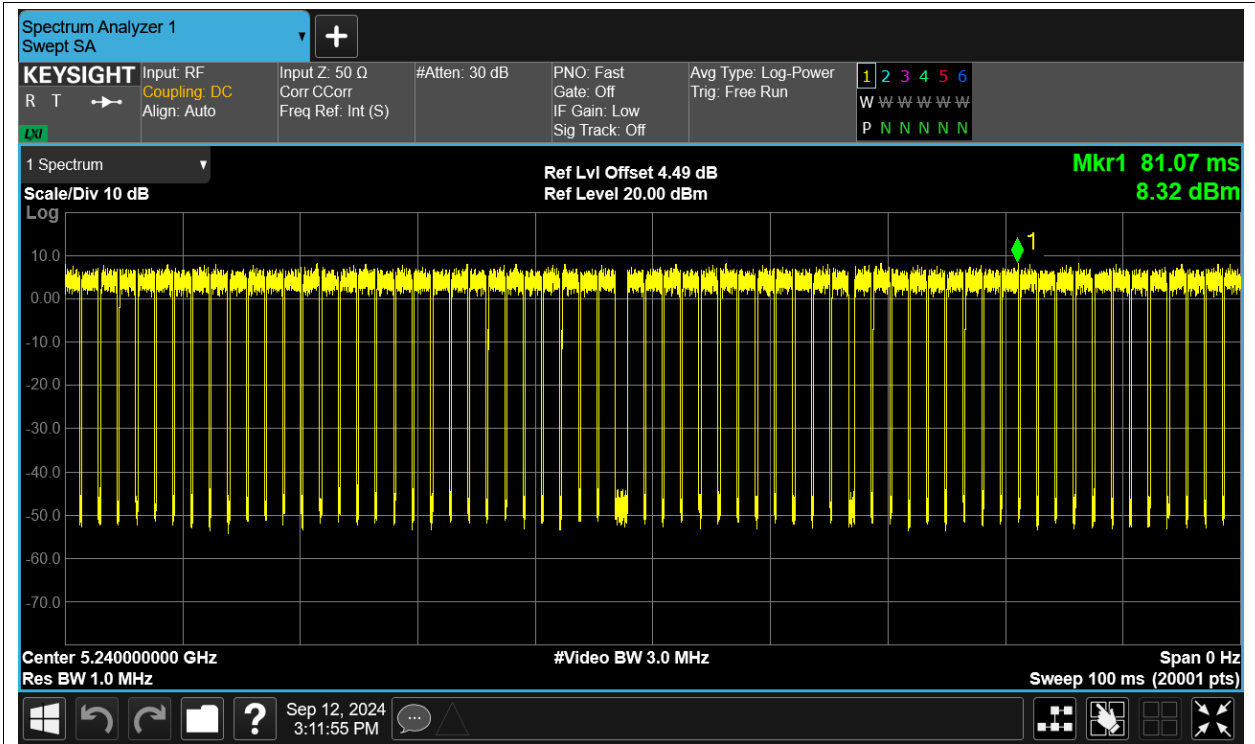 Spectrum Analyzer 1
Swept SA
+
KEYSIGHT
R T
LXI
Input: RF
Coupling: DC
Align: Auto
Input Z: 50 Ω
Corr CCorr
Freq Ref: Int (S)
#Atten: 30 dB
PNO: Fast
Gate: Off
IF Gain: Low
Sig Track: Off
Avg Type: Log-Power
Trig: Free Run
1 2 3 4 5 6
W W W W W W
P N N N N N
1 Spectrum
Scale/Div 10 dB
Log
Ref Lvl Offset 4.49 dB
Ref Level 20.00 dBm
Mkr1 81.07 ms
8.32 dBm
1
10.0
0.00
-10.0
-20.0
-30.0
-40.0
-50.0
-60.0
-70.0
Center 5.240000000 GHz
Res BW 1.0 MHz
#Video BW 3.0 MHz
Span 0 Hz
Sweep 100 ms (20001 pts)
?
Sep 12, 2024
3:11:55 PM